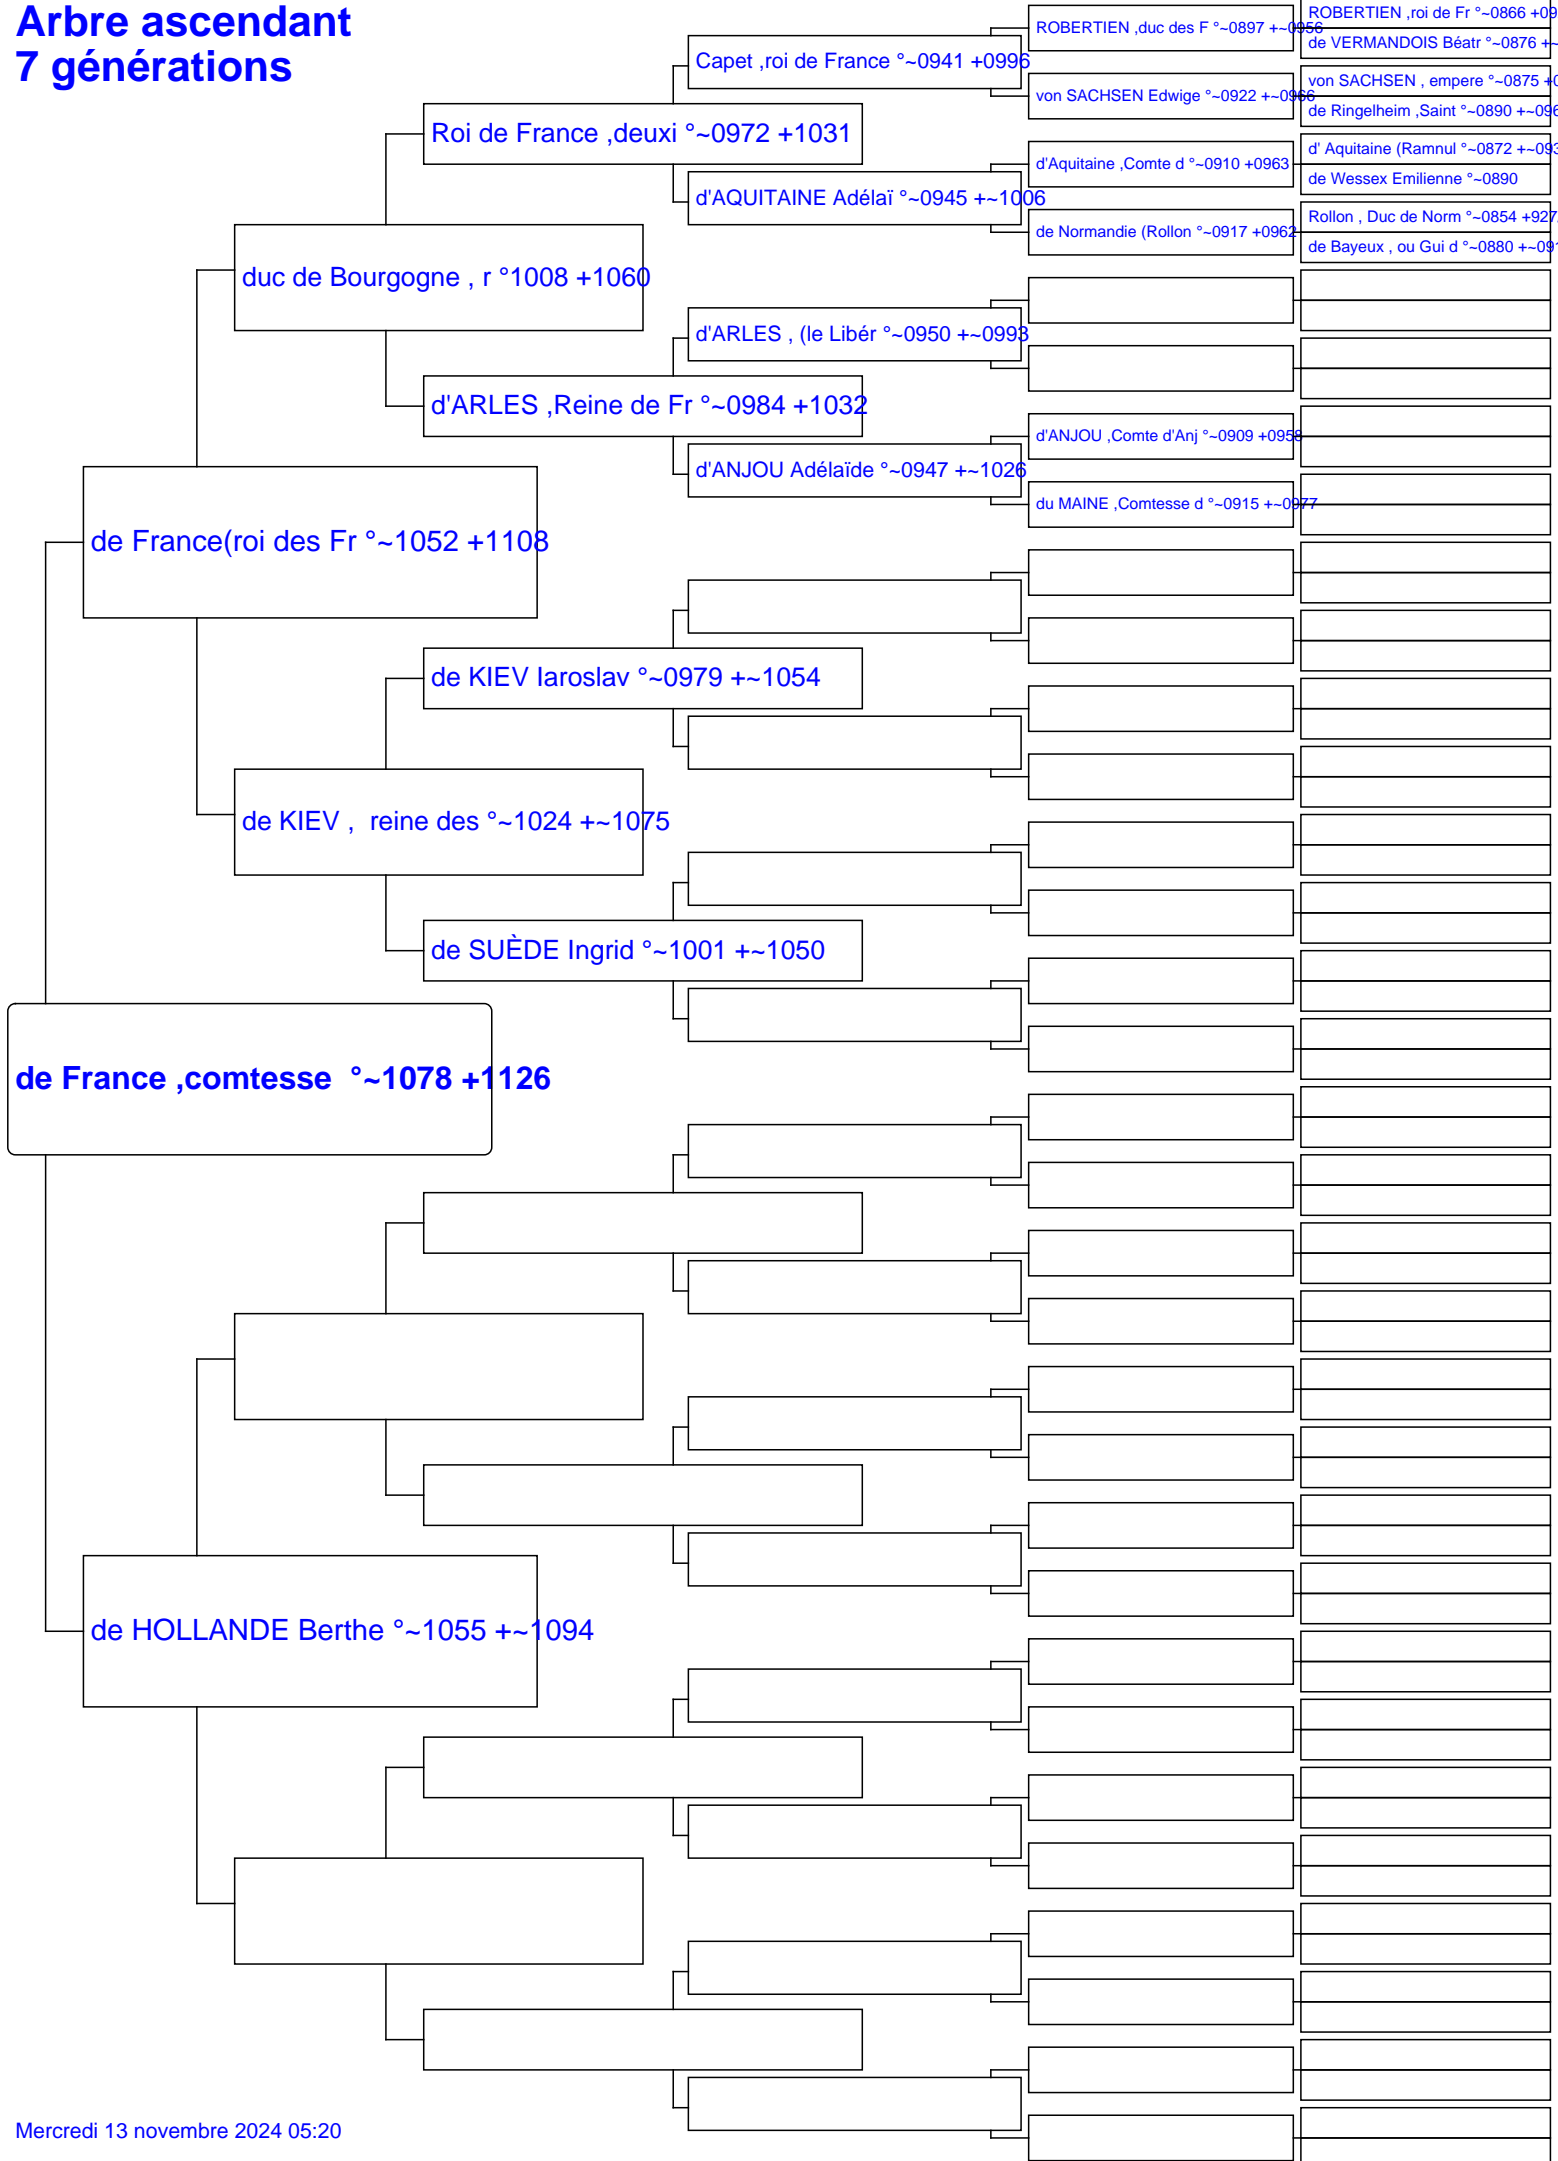 Arbre ascendant
7 générations
ROBERTIEN ,roi de Fr °~0866 +09
ROBERTIEN ,duc des F °~0897 +~0956
de VERMANDOIS Béatr °~0876 +~
Capet ,roi de France °~0941 +0996
von SACHSEN , empere °~0875 +0
von SACHSEN Edwige °~0922 +~0966
de Ringelheim ,Saint °~0890 +~096
Roi de France ,deuxi °~0972 +1031
d' Aquitaine (Ramnul °~0872 +~093
d'Aquitaine ,Comte d °~0910 +0963
de Wessex Emilienne °~0890
d'AQUITAINE Adélaï °~0945 +~1006
Rollon , Duc de Norm °~0854 +927
de Normandie (Rollon °~0917 +0962
de Bayeux , ou Gui d °~0880 +~091
duc de Bourgogne , r °1008 +1060
d'ARLES , (le Libér °~0950 +~0993
d'ARLES ,Reine de Fr °~0984 +1032
d'ANJOU ,Comte d'Anj °~0909 +0958
d'ANJOU Adélaïde °~0947 +~1026
du MAINE ,Comtesse d °~0915 +~0977
de France(roi des Fr °~1052 +1108
de KIEV Iaroslav °~0979 +~1054
de KIEV ,  reine des °~1024 +~1075
de SUÈDE Ingrid °~1001 +~1050
de France ,comtesse  °~1078 +1126
de HOLLANDE Berthe °~1055 +~1094
Mercredi 13 novembre 2024 05:20